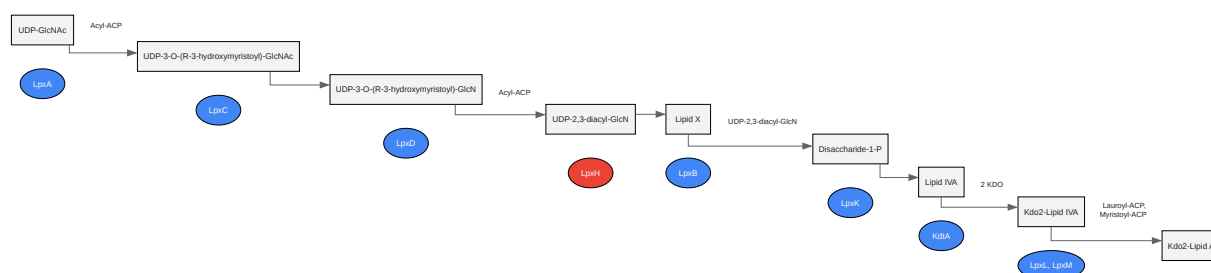 UDP-GlcNAc
Acyl-ACP
LpxA
UDP-3-O-(R-3-hydroxymyristoyl)-GlcNAc
LpxC
UDP-3-O-(R-3-hydroxymyristoyl)-GlcN
Acyl-ACP
LpxD
UDP-2,3-diacyl-GlcN
LpxH
Lipid X
UDP-2,3-diacyl-GlcN
LpxB
Disaccharide-1-P
LpxK
Lipid IVA
2 KDO
KdtA
Kdo2-Lipid IVA
Lauroyl-ACP,
Myristoyl-ACP
LpxL, LpxM
Kdo2-Lipid A